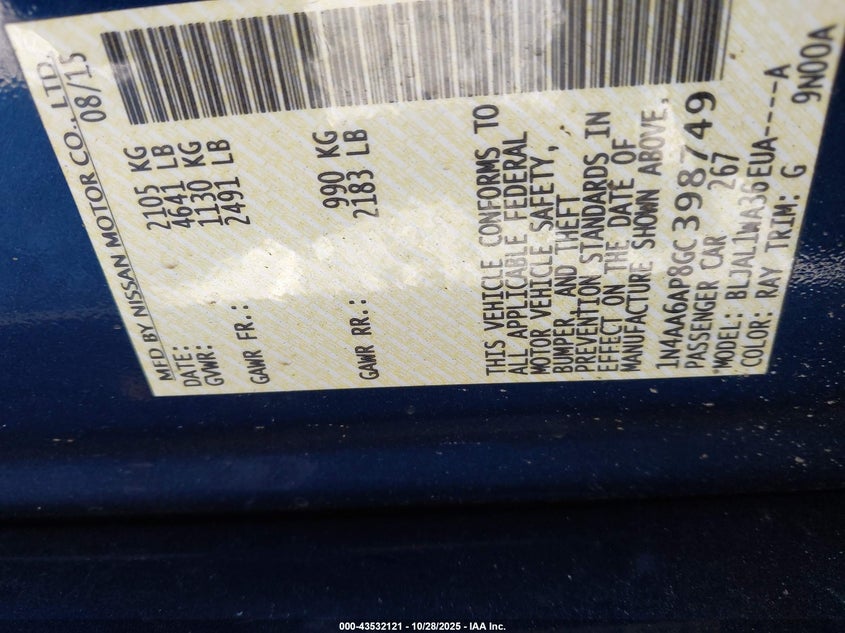 MFD BY NISSAN MOTOR CO., LTD.
DATE: 08/15
GVWR: 2105 KG
4641 LB
GAWR FR.: 1130 KG
2491 LB
GAWR RR.: 990 KG
2183 LB
THIS VEHICLE CONFORMS TO
ALL APPLICABLE FEDERAL
MOTOR VEHICLE SAFETY,
BUMPER, AND THEFT
PREVENTION STANDARDS IN
EFFECT ON THE DATE OF
MANUFACTURE SHOWN ABOVE.
1N4AA6AP8GC398749
PASSENGER CAR 267
*MODEL: BLJAL1WA36EUA----A
COLOR: RAY TRIM: G 9N00A
000-43532121 - 10/28/2025 - IAA Inc.